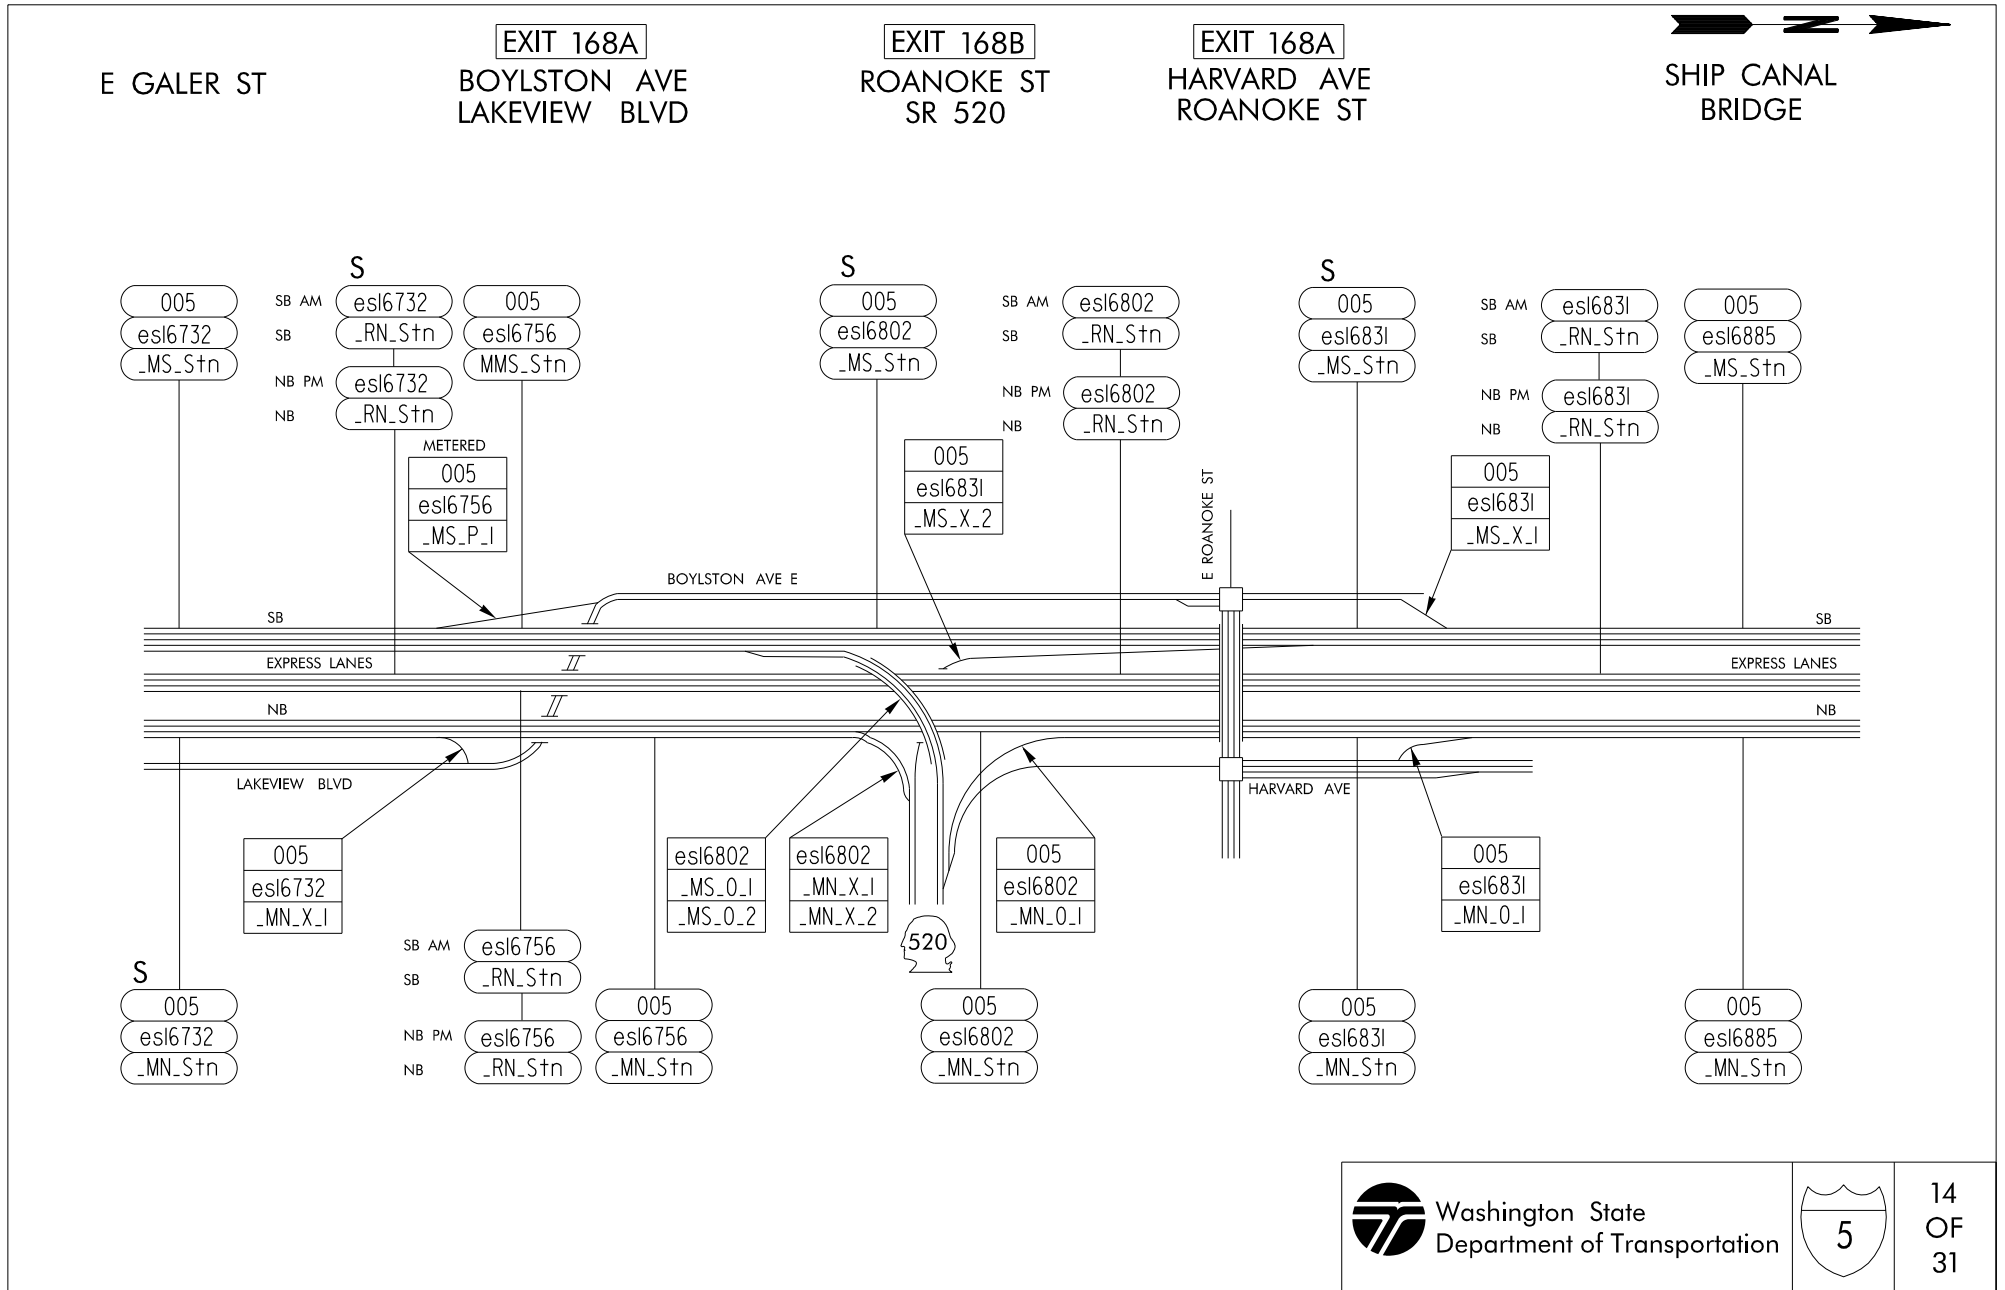 EXIT 168A
EXIT 168B
EXIT 168A
N
E GALER ST
BOYLSTON AVE
LAKEVIEW BLVD
ROANOKE ST
SR 520
HARVARD AVE
ROANOKE ST
SHIP CANAL
BRIDGE
005
esl6732
_MS_Stn
S
SB AM
SB
esl6732
_RN_Stn
NB PM
NB
esl6732
_RN_Stn
005
esl6756
MMS_Stn
METERED
005
esl6756
_MS_P_1
S
005
esl6802
_MS_Stn
005
esl6831
_MS_X_2
SB AM
SB
esl6802
_RN_Stn
NB PM
NB
esl6802
_RN_Stn
E ROANOKE ST
S
005
esl6831
_MS_Stn
005
esl6831
_MS_X_1
SB AM
SB
esl6831
_RN_Stn
NB PM
NB
esl6831
_RN_Stn
005
esl6885
_MS_Stn
BOYLSTON AVE E
SB
SB
EXPRESS LANES
EXPRESS LANES
NB
NB
LAKEVIEW BLVD
HARVARD AVE
005
esl6732
_MN_X_1
esl6802
_MS_O_1
_MS_O_2
esl6802
_MN_X_1
_MN_X_2
005
esl6802
_MN_O_1
005
esl6831
_MN_O_1
520
S
005
esl6732
_MN_Stn
SB AM
SB
esl6756
_RN_Stn
NB PM
NB
esl6756
_RN_Stn
005
esl6756
_MN_Stn
005
esl6802
_MN_Stn
005
esl6831
_MN_Stn
005
esl6885
_MN_Stn
Washington State
Department of Transportation
5
14
OF
31